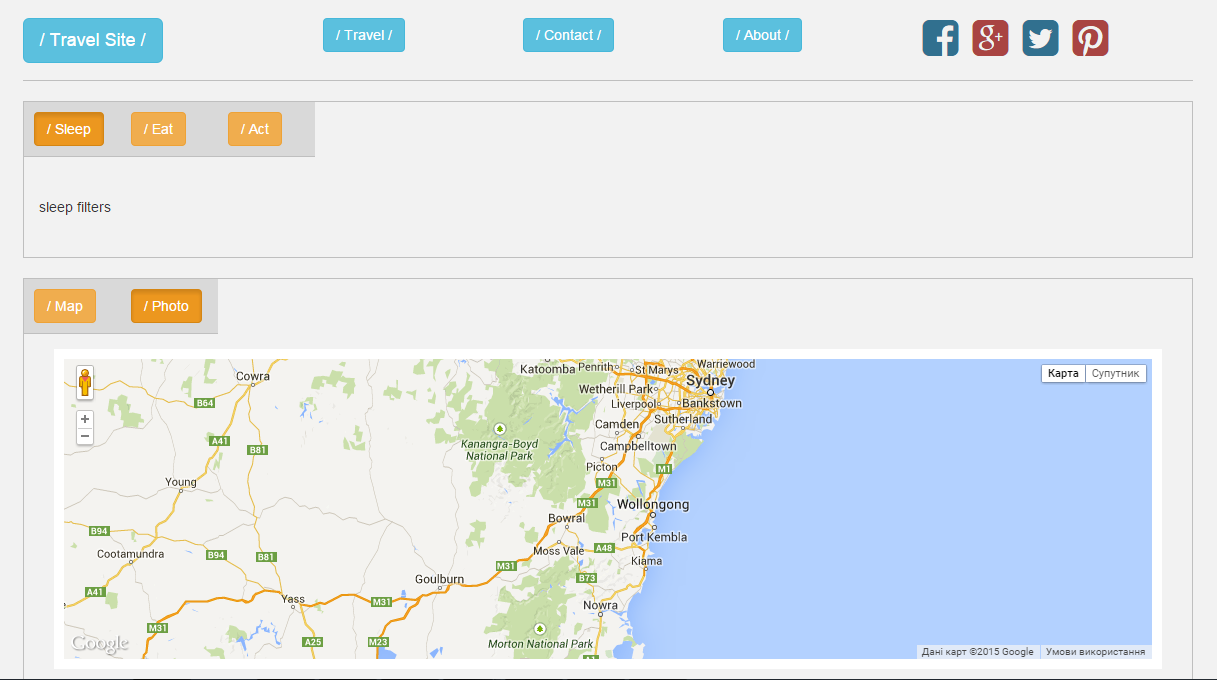 / Travel Site /
/ Travel /
/ Contact /
/ About /
/ Sleep
/ Eat
/ Act
sleep filters
/ Map
/ Photo
Карта
Супутник
Katoomba
Penrith
St Marys
Warriewood
Cowra
Wetherill Park
Sydney
B64
Liverpool
Bankstown
Camden
Sutherland
A41
B81
Kanangra-Boyd
National Park
Campbelltown
Picton
M1
Young
M31
M31
Wollongong
Bowral
B94
Port Kembla
Cootamundra
B94
B81
Moss Vale
A48
Kiama
M31
Goulburn
B73
A41
Yass
M31
Nowra
M31
A25
M23
Morton National Park
A1
Google
Дані карт ©2015 Google
Умови використання